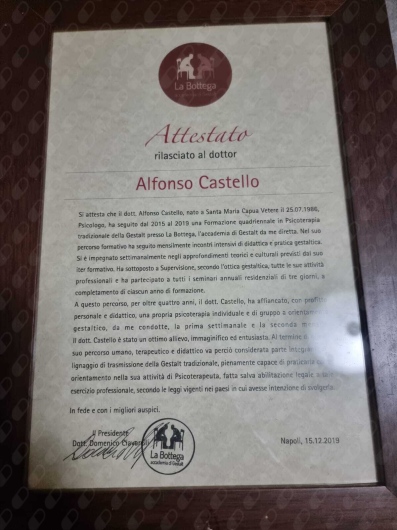 La Bottega
Attestato
rilasciato al dottor
Alfonso Castello
Si attesta che il dott. Alfonso Castello, nato a Santa Maria Capua Vetere il 25.07.1986,
Psicologo, ha seguito dal 2015 al 2019 una Formazione quadriennale in Psicoterapia
tradizionale della Gestalt presso La Bottega, l'accademia di Gestalt da me diretta. Nel suo
percorso formativo ha seguito mensilmente incontri intensivi di didattica e pratica gestaltica.
Si è impegnato settimanalmente negli approfondimenti teorici e culturali previsti dal suo
iter formativo. Ha sottoposto a Supervisione, secondo l'ottica gestaltica, tutte le sue attività
professionali e ha partecipato a tutti i seminari annuali residenziali di tre giorni, a
completamento di ciascun anno di formazione.
A questo percorso, per oltre quattro anni, il dott. Castello, ha affiancato, con profitto
personale e didattico, una propria psicoterapia individuale e di gruppo a orientamento
gestaltico, da me condotte, la prima settimanale e la seconda
Il dott. Castello è stato un ottimo allievo, immaginifico ed entusiasta. Al termine
suo percorso umano, terapeutico e didattico va perciò considerata parte
lignaggio di trasmissione della Gestalt tradizionale, pienamente capace di praticare
orientamento nella sua attività di Psicoterapeuta, fatta salva abilitazione legale
esercizio professionale, secondo le leggi vigenti nei paesi in cui avesse intenzione di svolgerla.
In fede e con i migliori auspici.
Il Presidente
Dott. Domenico
La Bottega
accademia di Gestalt
Napoli, 15.12.2019